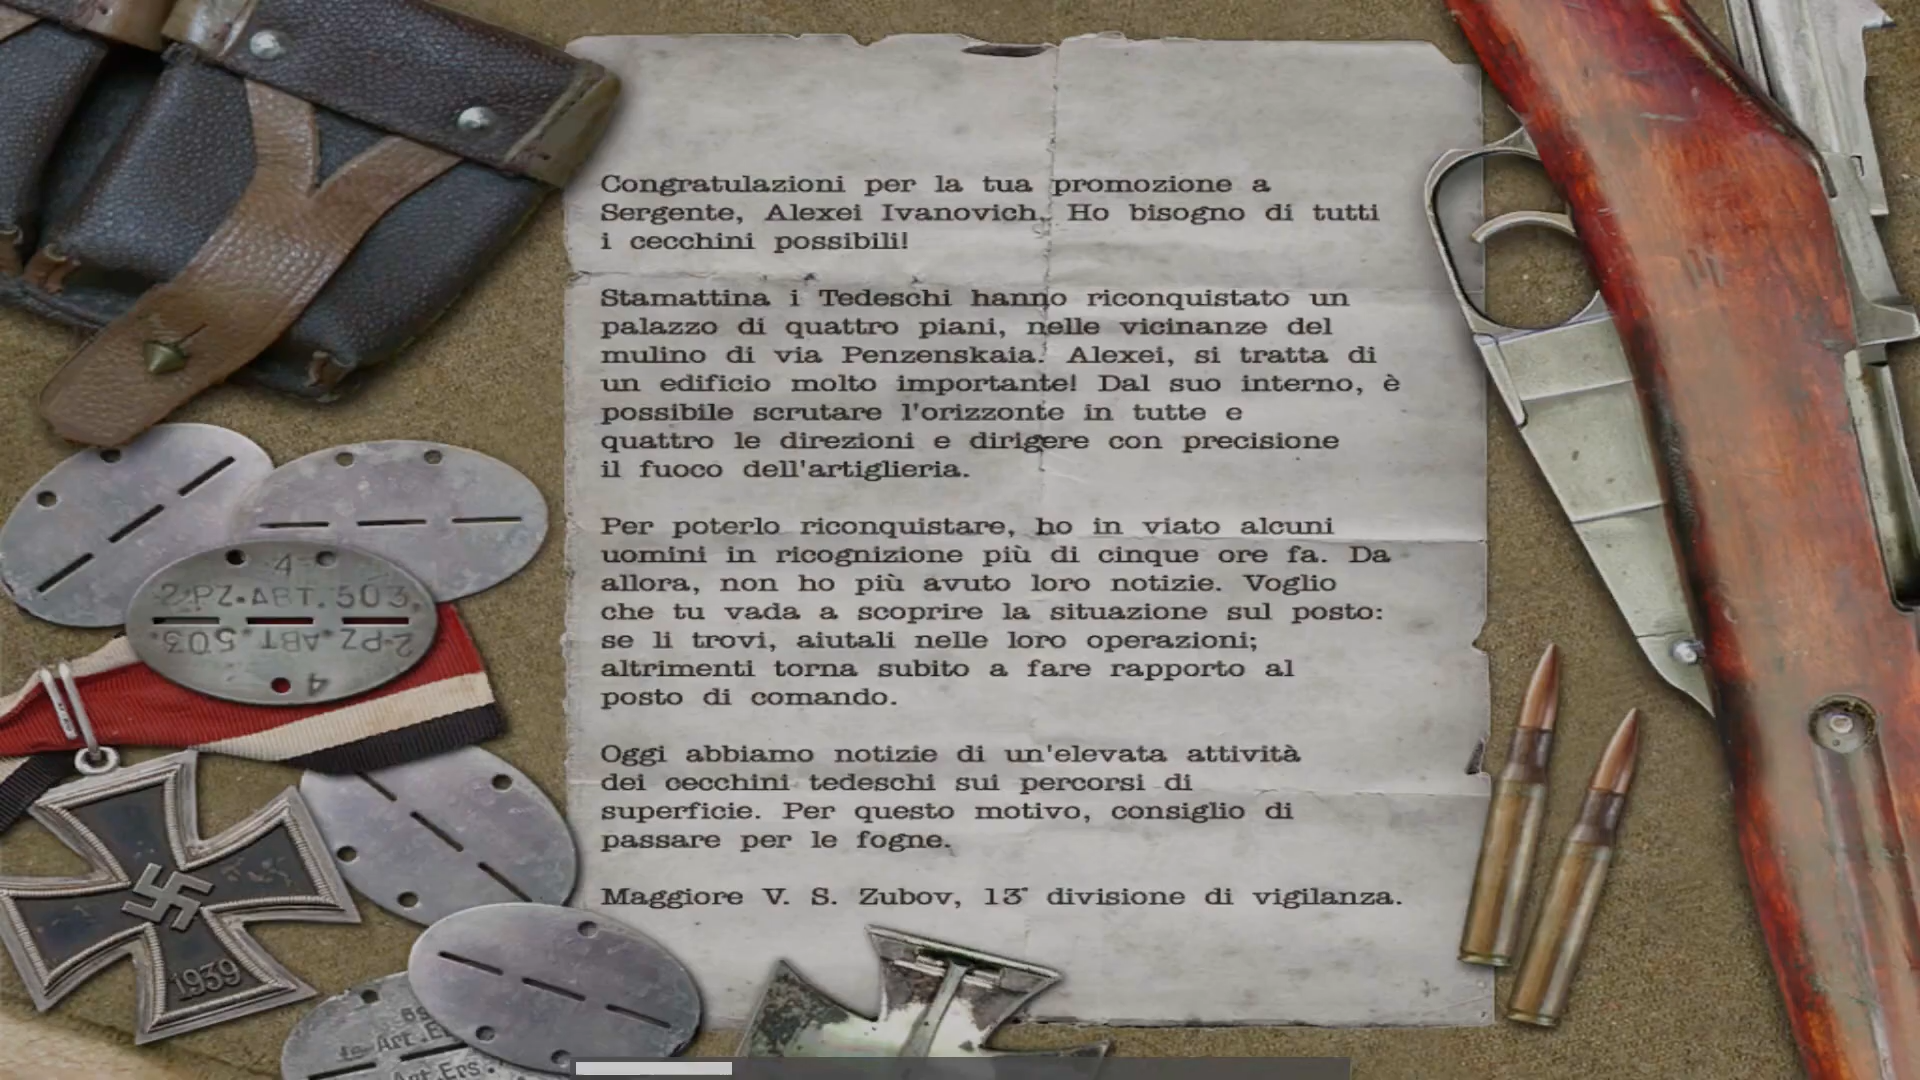 Congratulazioni per la tua promozione a
Sergente, Alexei Ivanovich. Ho bisogno di tutti
i cecchini possibili!
Stamattina i Tedeschi hanno riconquistato un
palazzo di quattro piani, nelle vicinanze del
mulino di via Penzenskaia. Alexei, si tratta di
un edificio molto importante! Dal suo interno, è
possibile scrutare l'orizzonte in tutte e
quattro le direzioni e dirigere con precisione
il fuoco dell'artiglieria.
Per poterlo riconquistare, ho in viato alcuni
uomini in ricognizione più di cinque ore fa. Da
allora, non ho più avuto loro notizie. Voglio
che tu vada a scoprire la situazione sul posto:
se li trovi, aiutali nelle loro operazioni;
altrimenti torna subito a fare rapporto al
posto di comando.
Oggi abbiamo notizie di un'elevata attività
dei cecchini tedeschi sui percorsi di
superficie. Per questo motivo, consiglio di
passare per le fogne.
Maggiore V. S. Zubov, 13° divisione di vigilanza.
4
2·PZ·ABT.503.
2·PZ·ABT.503.
4
1939
Art.Ers.